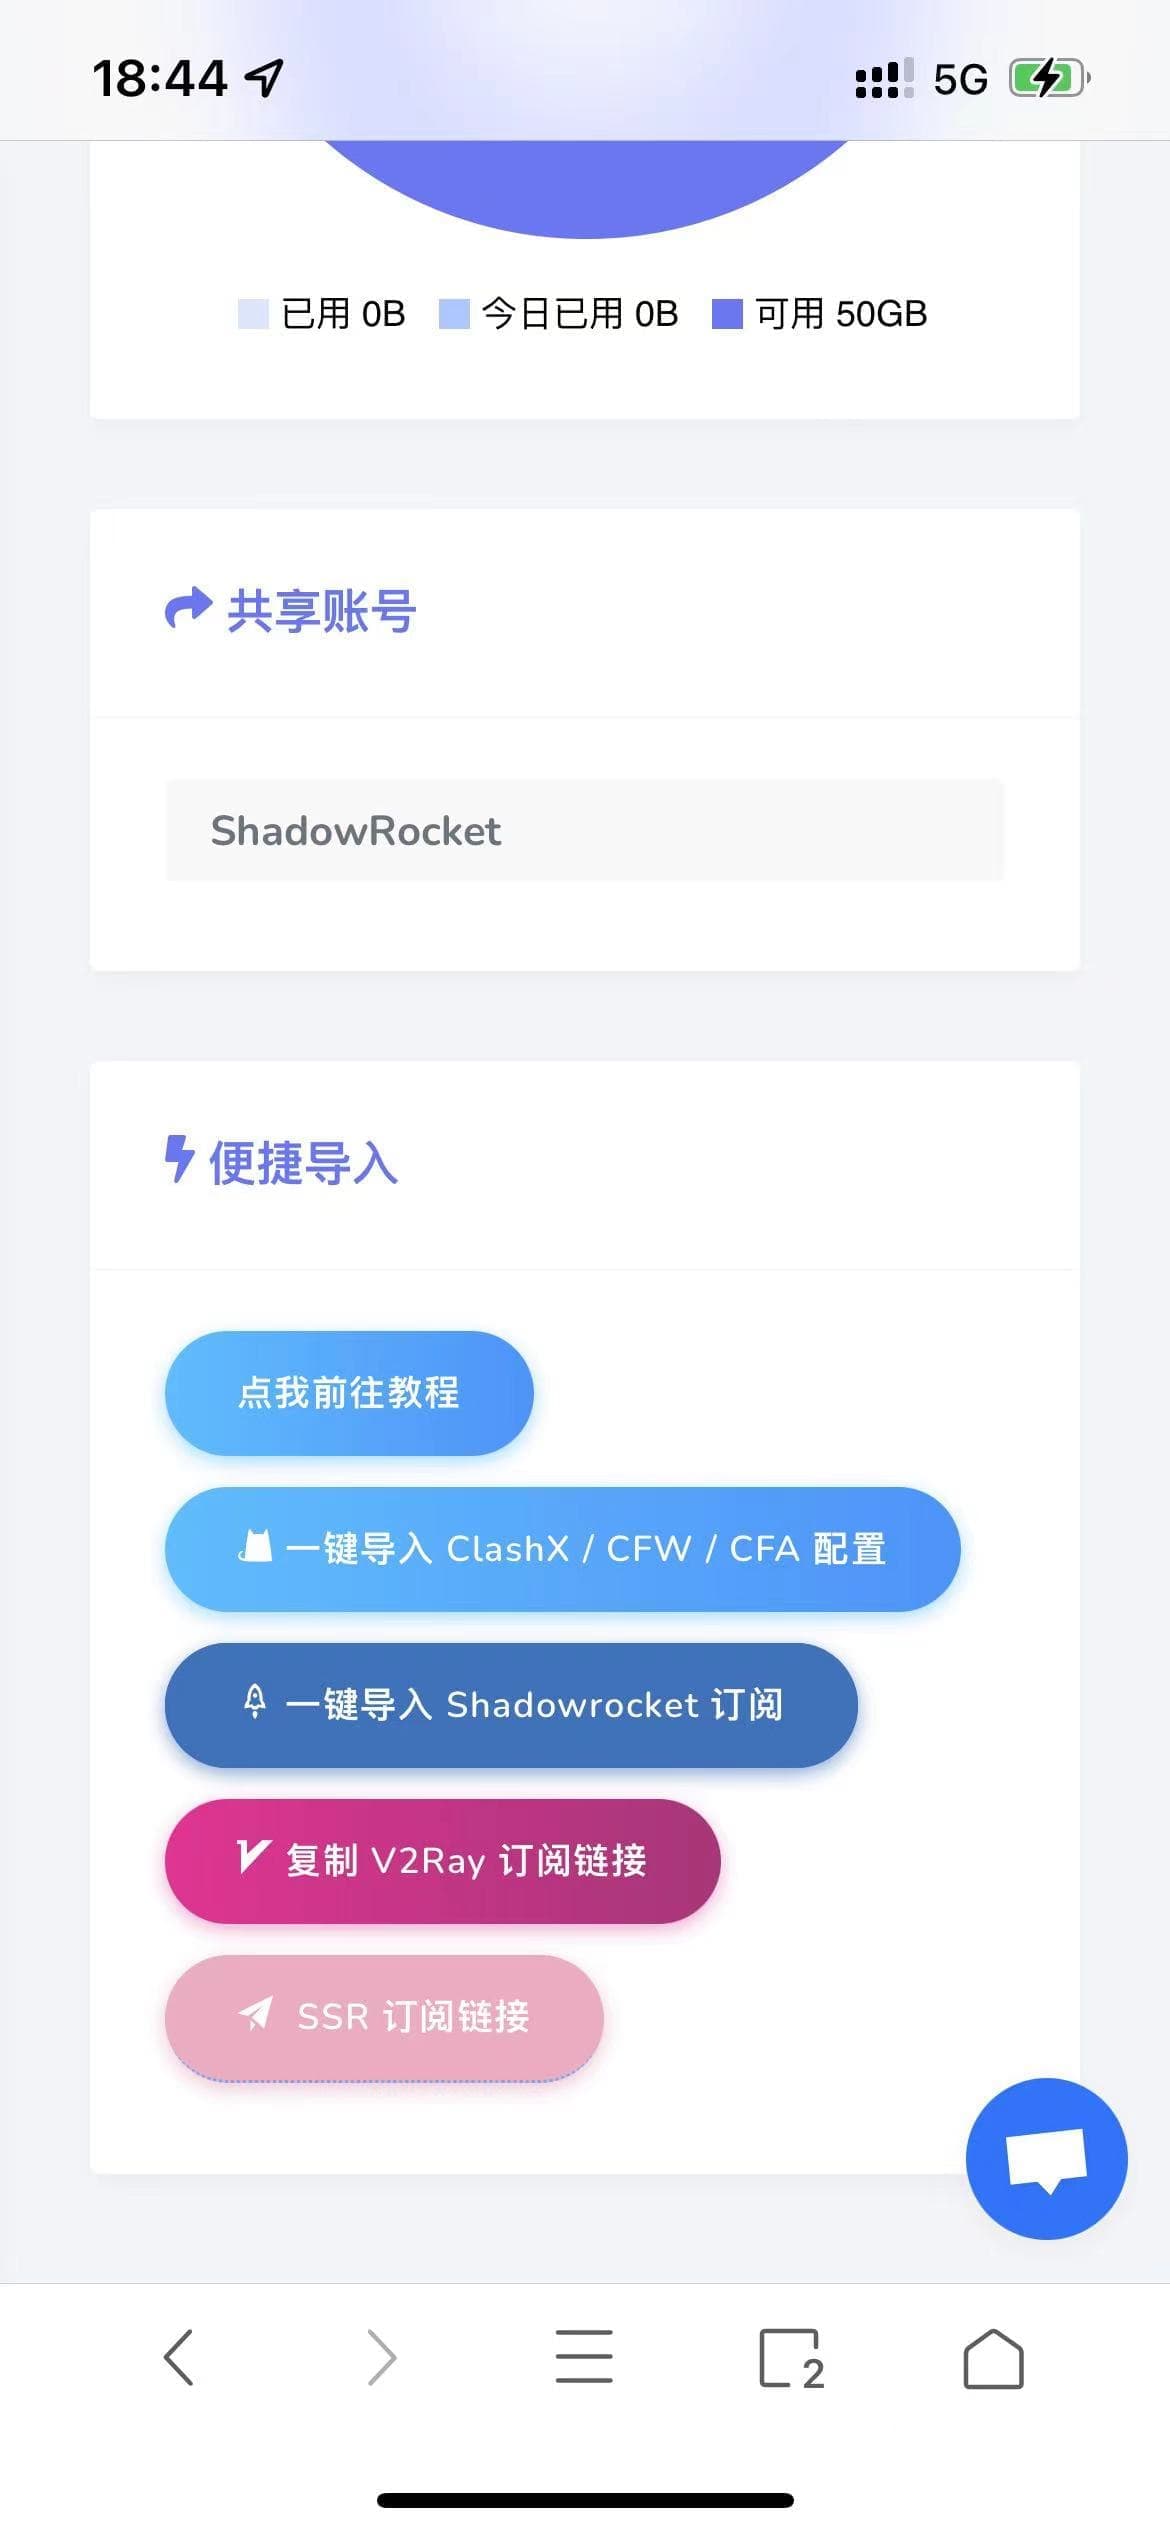 18:44 5G
已用 0B 今日已用 0B 可用 50GB
共享账号
ShadowRocket
便捷导入
点我前往教程
一键导入 ClashX / CFW / CFA 配置
一键导入 Shadowrocket 订阅
复制 V2Ray 订阅链接
SSR 订阅链接
2